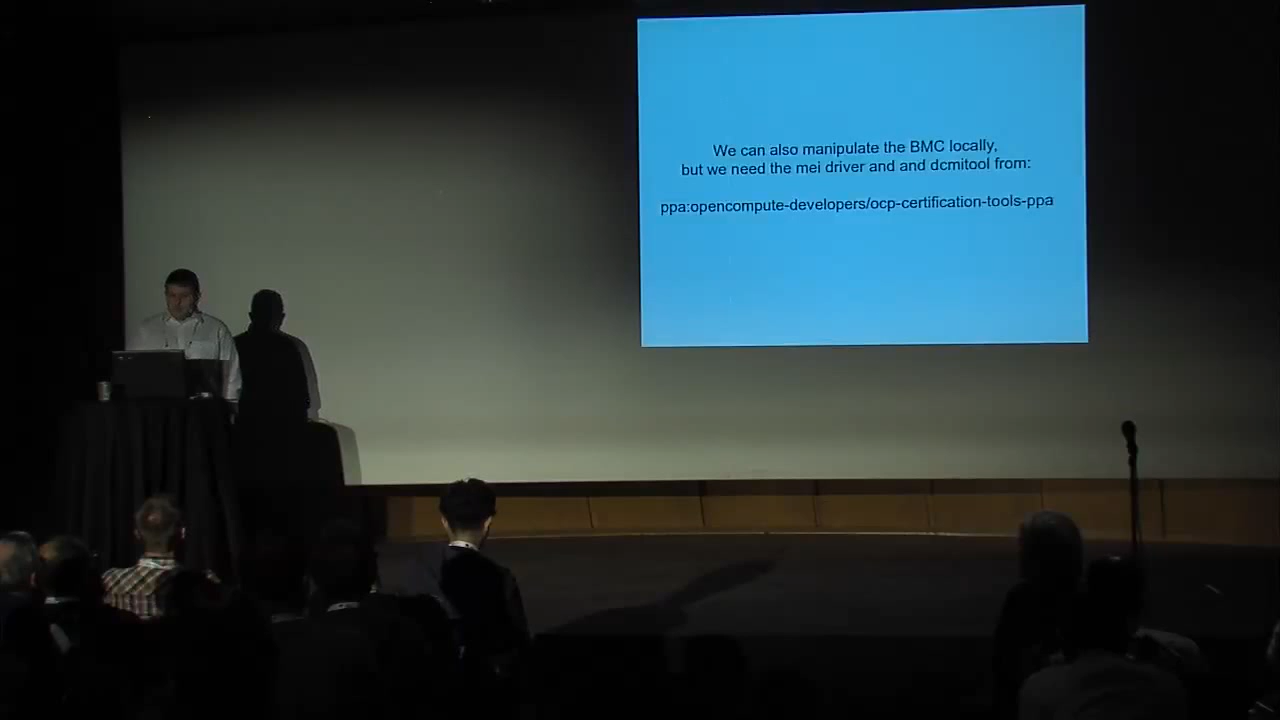 We can also manipulate the BMC locally,
but we need the mei driver and and dcmitool from:
ppa:opencompute-developers/ocp-certification-tools-ppa